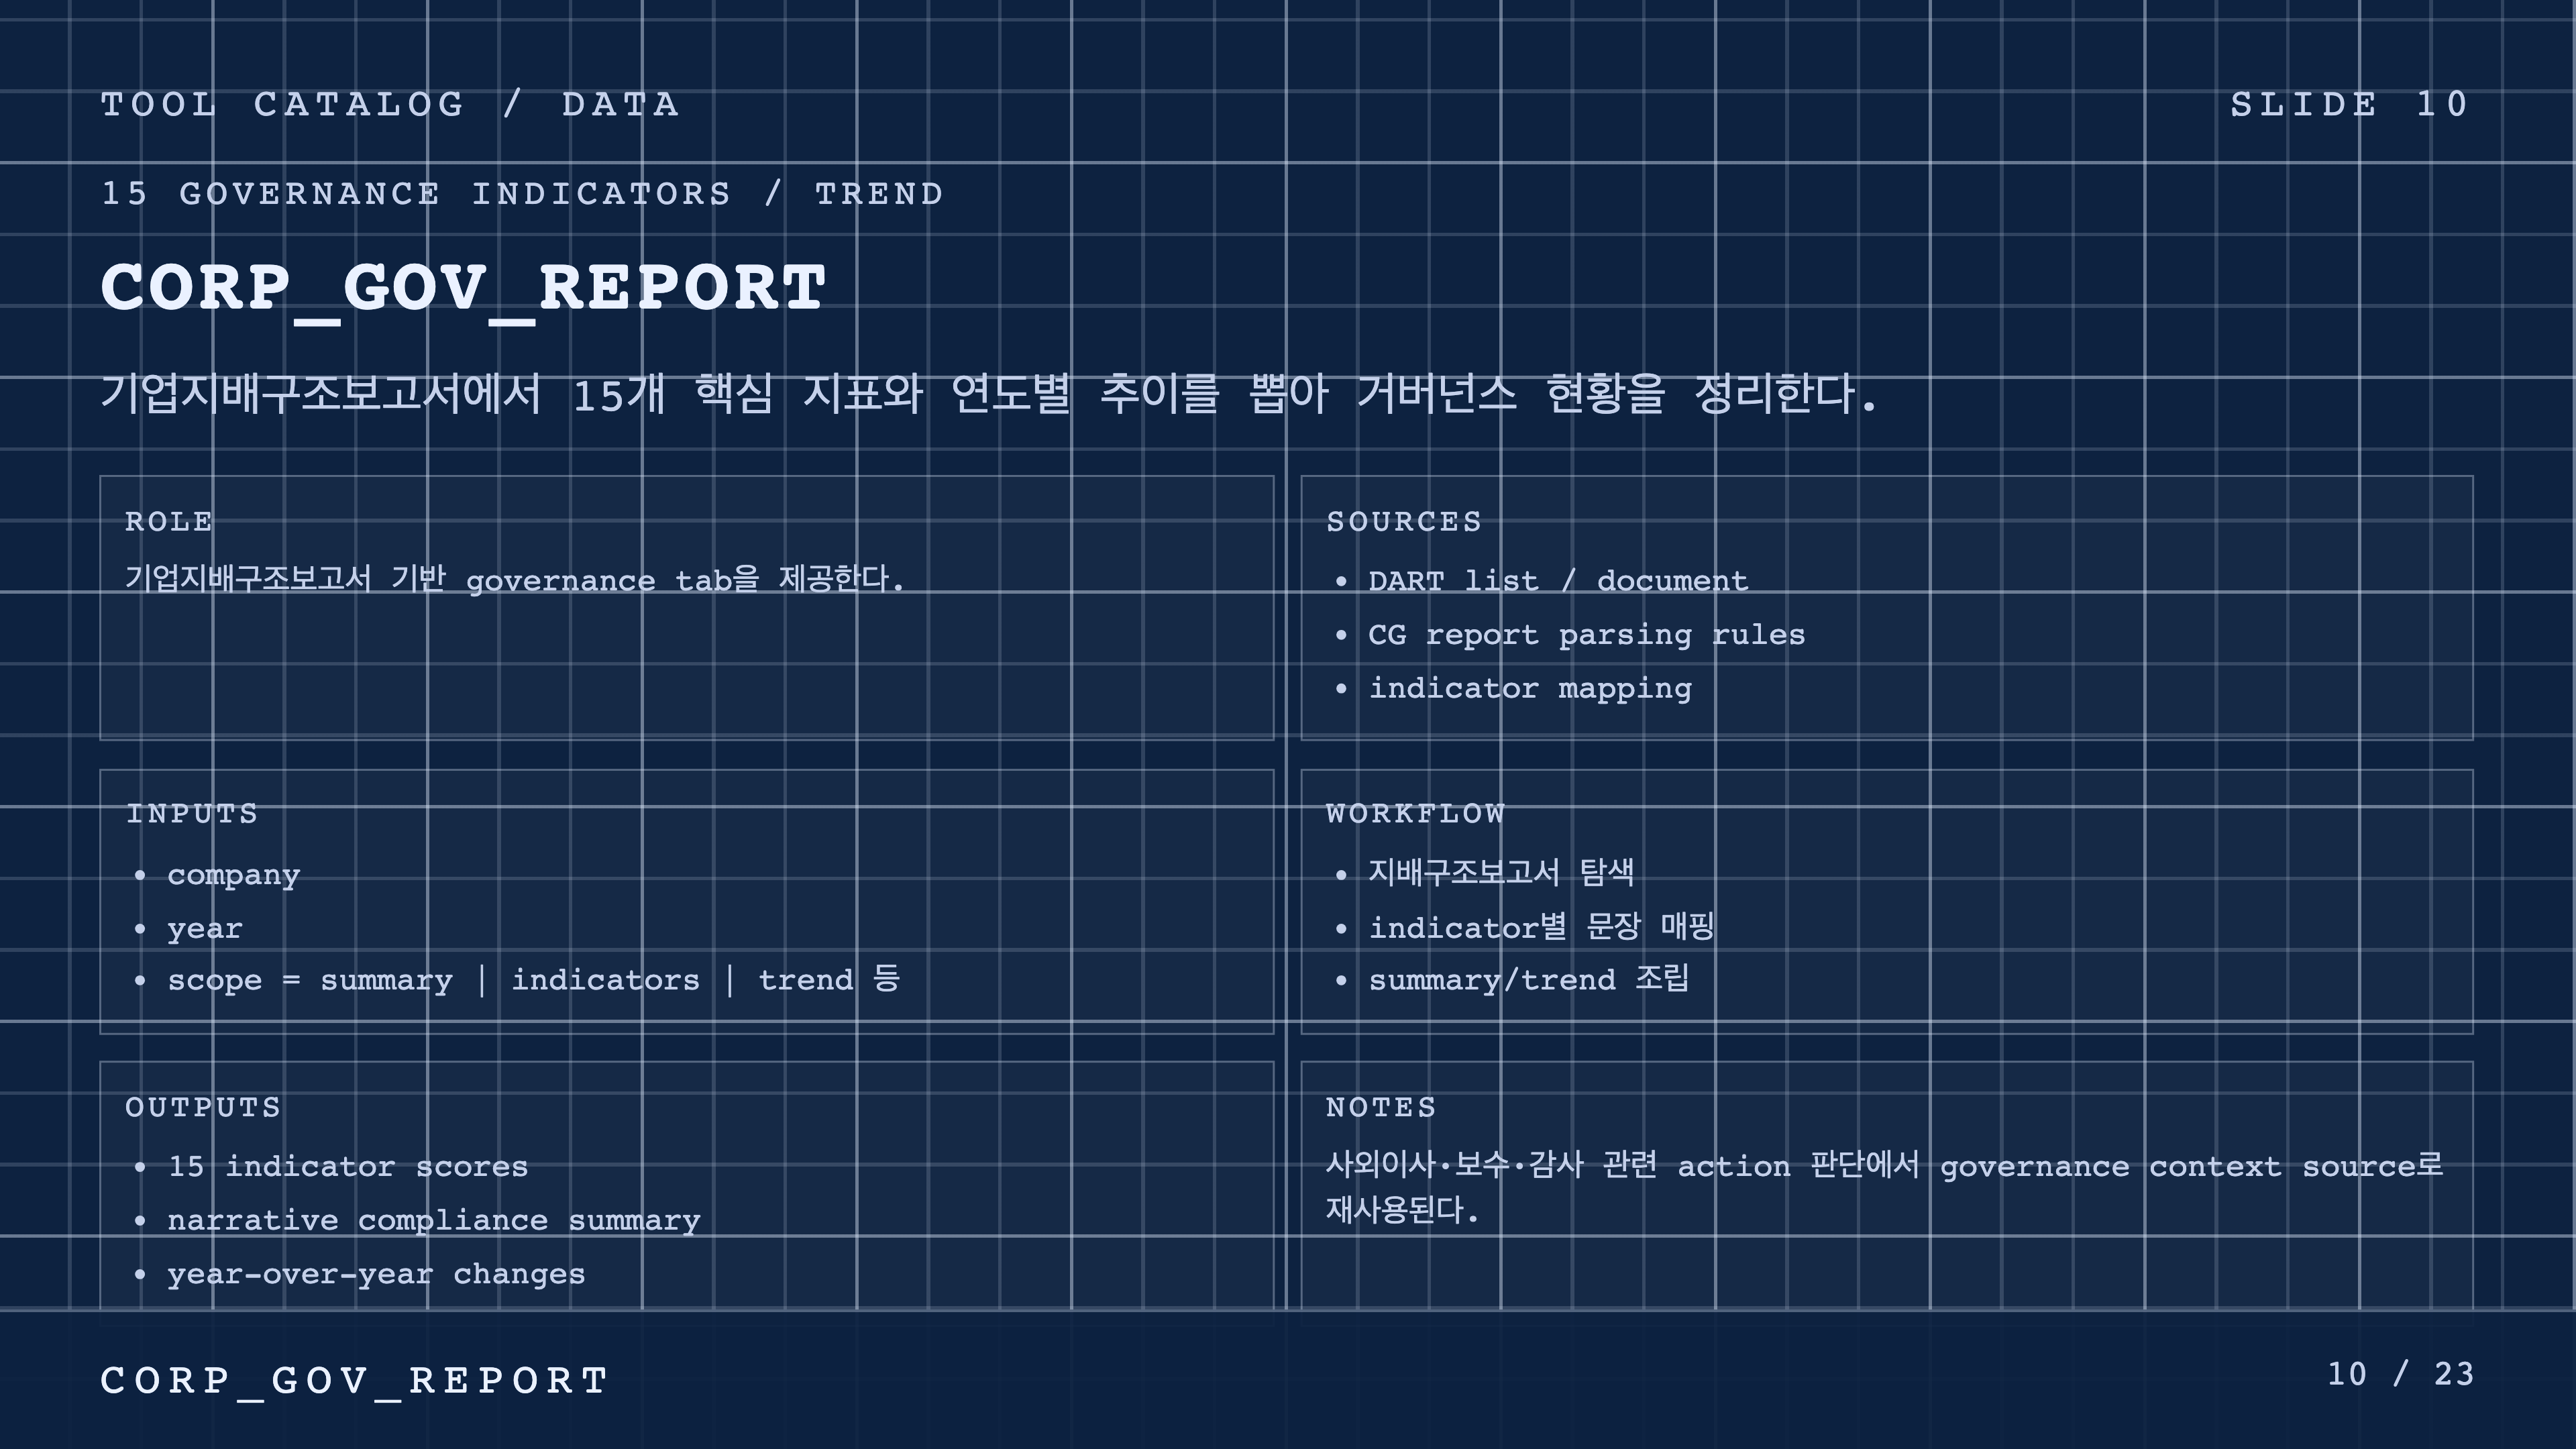 TOOL CATALOG / DATA
SLIDE 10
15 GOVERNANCE INDICATORS / TREND
CORP_GOV_REPORT
기업지배구조보고서에서 15개 핵심 지표와 연도별 추이를 뽑아 거버넌스 현황을 정리한다.
ROLE
기업지배구조보고서 기반 governance tab을 제공한다.
SOURCES
• DART list / document
• CG report parsing rules
• indicator mapping
INPUTS
• company
• year
• scope = summary | indicators | trend 등
WORKFLOW
• 지배구조보고서 탐색
• indicator별 문장 매핑
• summary/trend 조립
OUTPUTS
• 15 indicator scores
• narrative compliance summary
• year-over-year changes
NOTES
사외이사·보수·감사 관련 action 판단에서 governance context source로
재사용된다.
CORP_GOV_REPORT
10 / 23